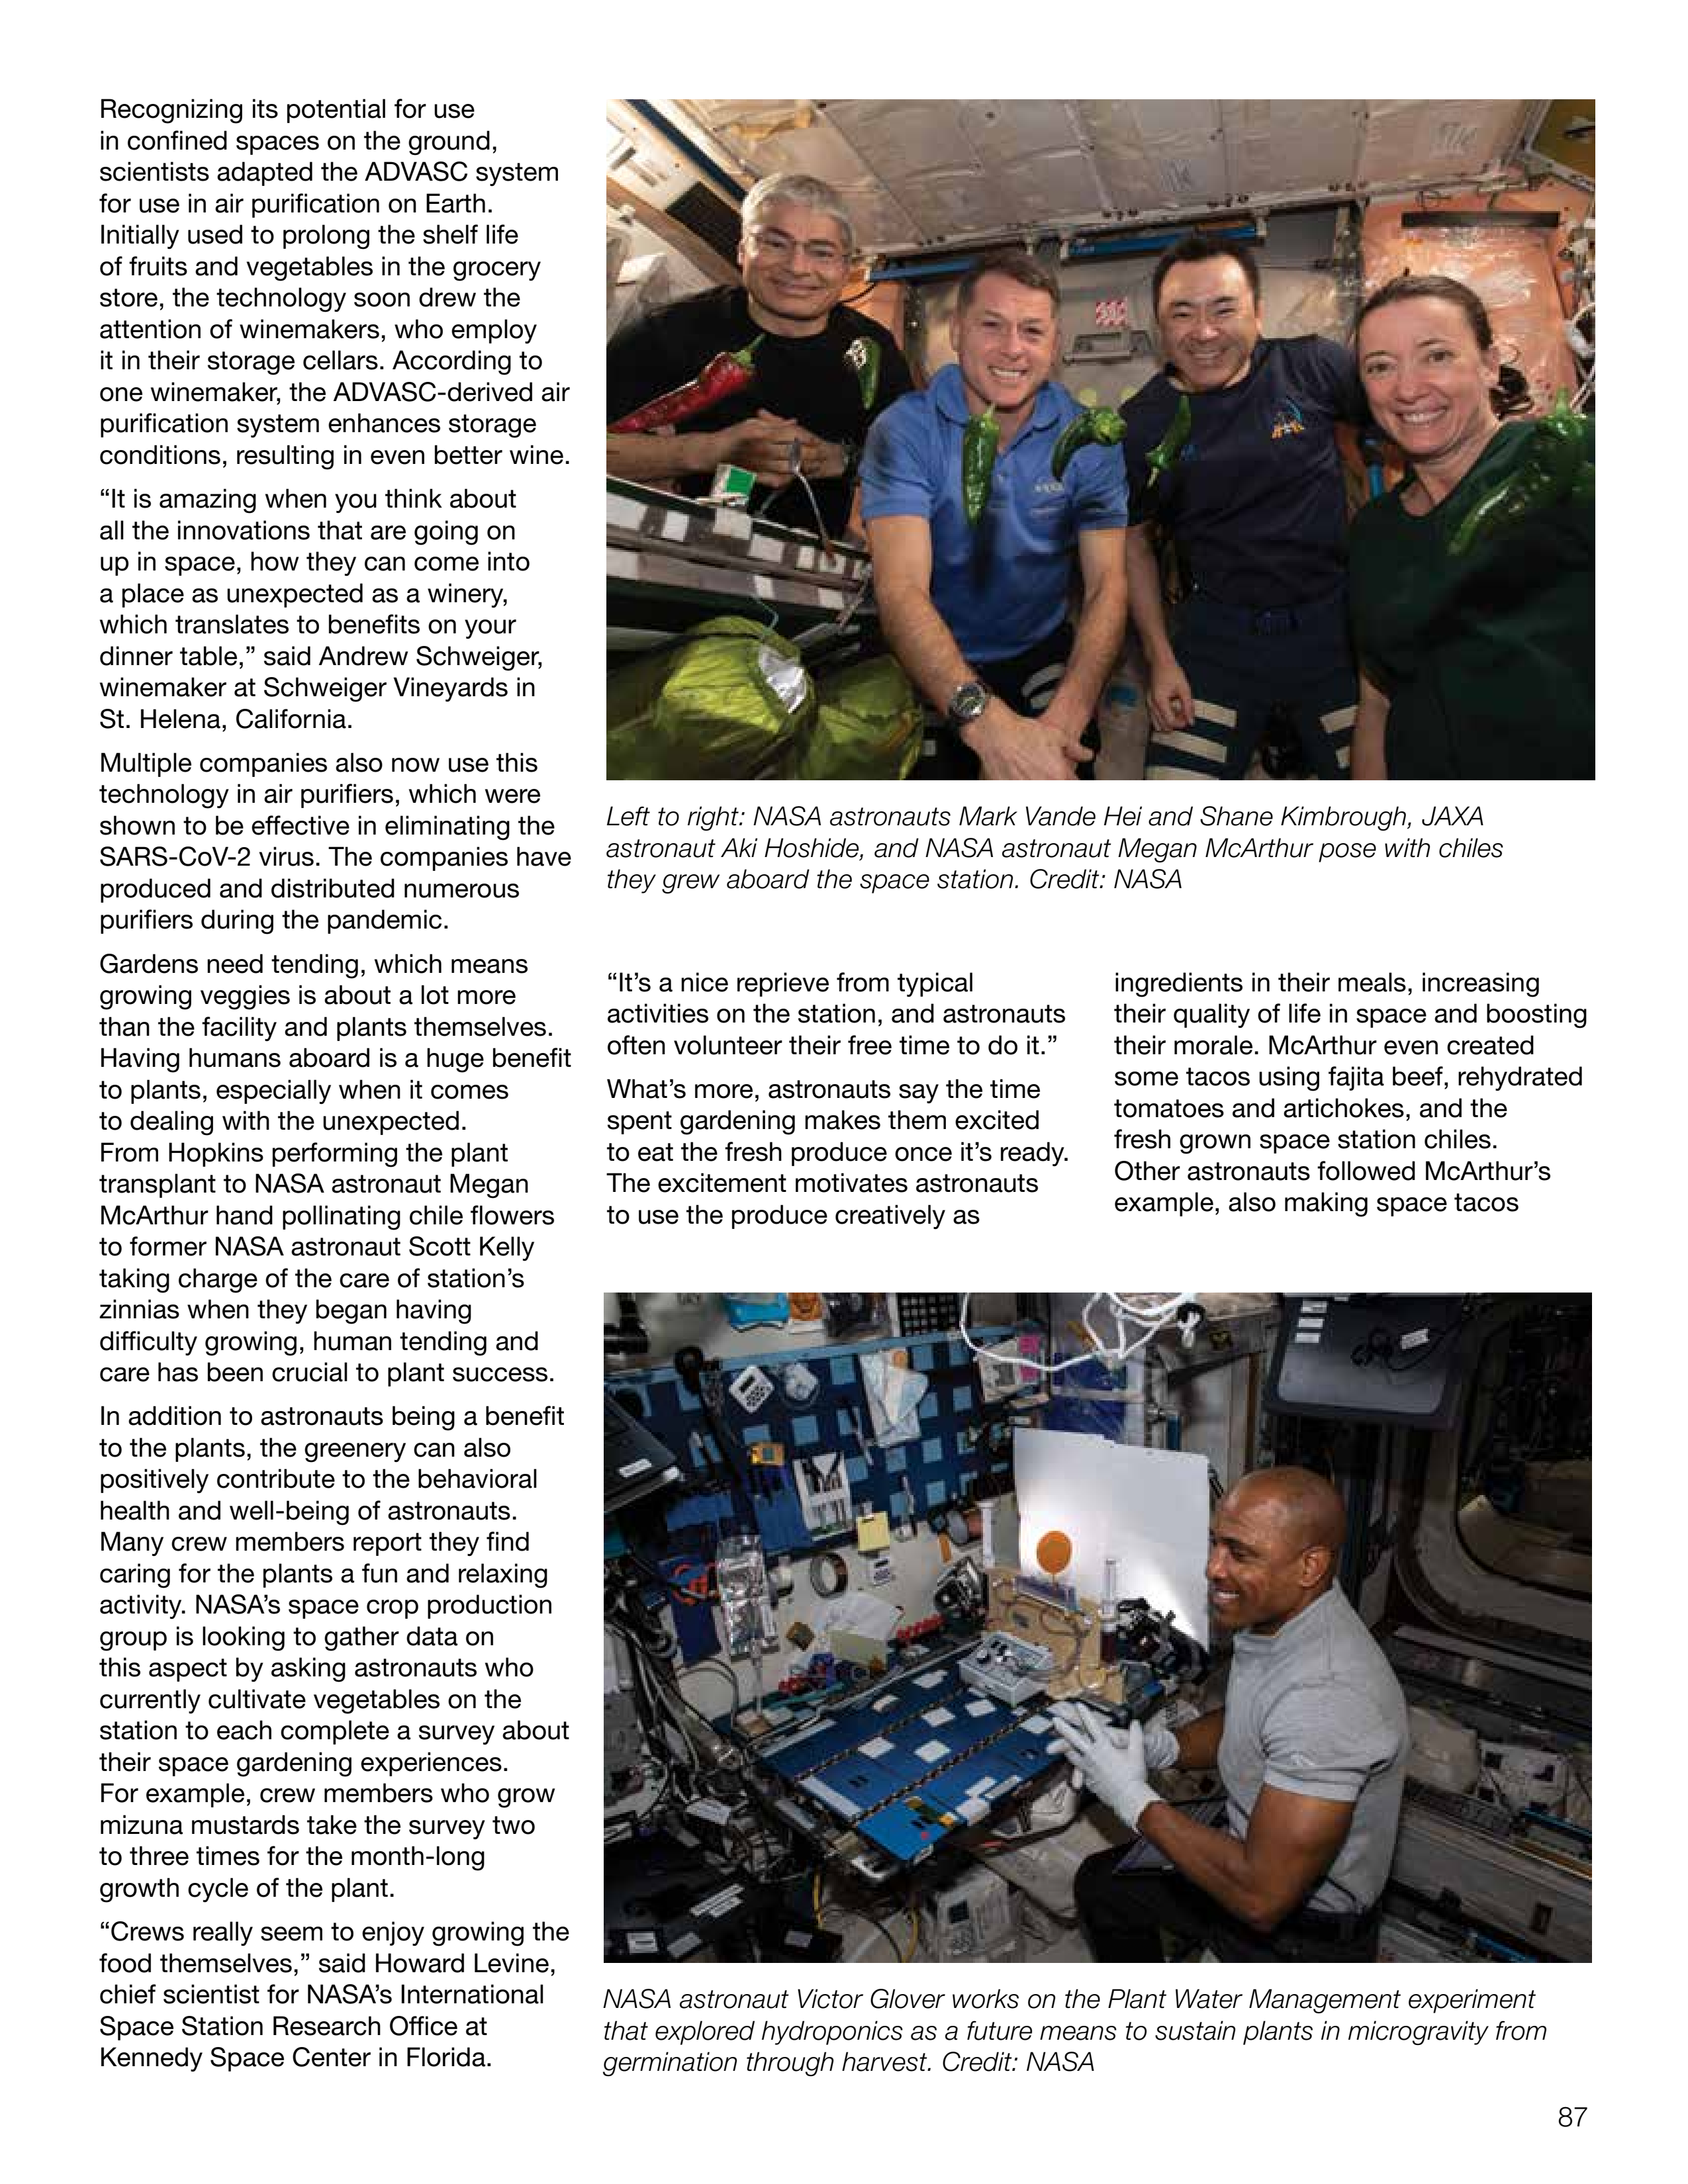 Recognizing its potential for use
in confined spaces on the ground,
scientists adapted the ADVASC system
for use in air purification on Earth.
Initially used to prolong the shelf life
of fruits and vegetables in the grocery
store, the technology soon drew the
attention of winemakers, who employ
it in their storage cellars. According to
one winemaker, the ADVASC-derived air
purification system enhances storage
conditions, resulting in even better wine.
“It is amazing when you think about
all the innovations that are going on
up in space, how they can come into
a place as unexpected as a winery,
which translates to benefits on your
dinner table,” said Andrew Schweiger,
winemaker at Schweiger Vineyards in
St. Helena, California.
Multiple companies also now use this
technology in air purifiers, which were
shown to be effective in eliminating the
SARS-CoV-2 virus. The companies have
produced and distributed numerous
purifiers during the pandemic.
Gardens need tending, which means
growing veggies is about a lot more
than the facility and plants themselves.
Having humans aboard is a huge benefit
to plants, especially when it comes
to dealing with the unexpected.
From Hopkins performing the plant
transplant to NASA astronaut Megan
McArthur hand pollinating chile flowers
to former NASA astronaut Scott Kelly
taking charge of the care of station’s
zinnias when they began having
difficulty growing, human tending and
care has been crucial to plant success.
In addition to astronauts being a benefit
to the plants, the greenery can also
positively contribute to the behavioral
health and well-being of astronauts.
Many crew members report they find
caring for the plants a fun and relaxing
activity. NASA’s space crop production
group is looking to gather data on
this aspect by asking astronauts who
currently cultivate vegetables on the
station to each complete a survey about
their space gardening experiences.
For example, crew members who grow
mizuna mustards take the survey two
to three times for the month-long
growth cycle of the plant.
“Crews really seem to enjoy growing the
food themselves,” said Howard Levine,
chief scientist for NASA’s International
Space Station Research Office at
Kennedy Space Center in Florida.
Left to right: NASA astronauts Mark Vande Hei and Shane Kimbrough, JAXA
astronaut Aki Hoshide, and NASA astronaut Megan McArthur pose with chiles
they grew aboard the space station. Credit: NASA
“It’s a nice reprieve from typical
activities on the station, and astronauts
often volunteer their free time to do it.”
What’s more, astronauts say the time
spent gardening makes them excited
to eat the fresh produce once it’s ready.
The excitement motivates astronauts
to use the produce creatively as
ingredients in their meals, increasing
their quality of life in space and boosting
their morale. McArthur even created
some tacos using fajita beef, rehydrated
tomatoes and artichokes, and the
fresh grown space station chiles.
Other astronauts followed McArthur’s
example, also making space tacos
NASA astronaut Victor Glover works on the Plant Water Management experiment
that explored hydroponics as a future means to sustain plants in microgravity from
germination through harvest. Credit: NASA
87